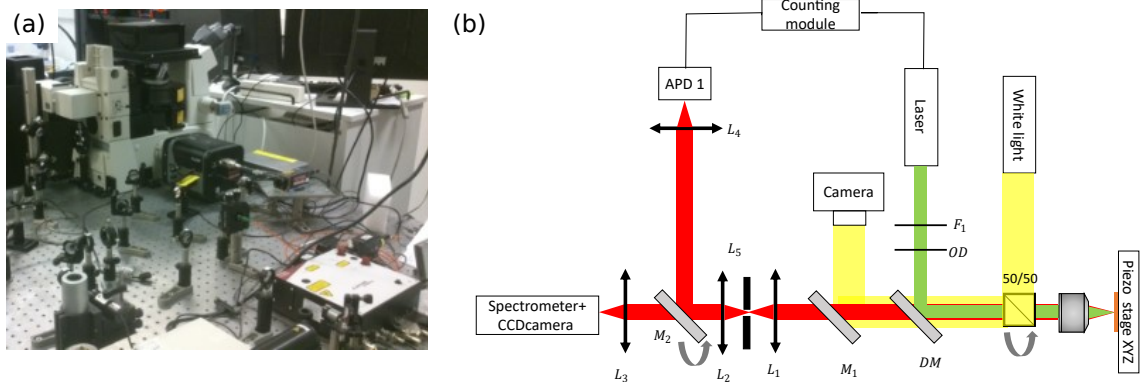 (a)
(b)
Counting
module
APD 1
Laser
White light
L₄
Camera
F₁
OD
L₅
50/50
Piezo stage XYZ
Spectrometer+
CCDcamera
M₂
L₃
L₂
L₁
M₁
DM